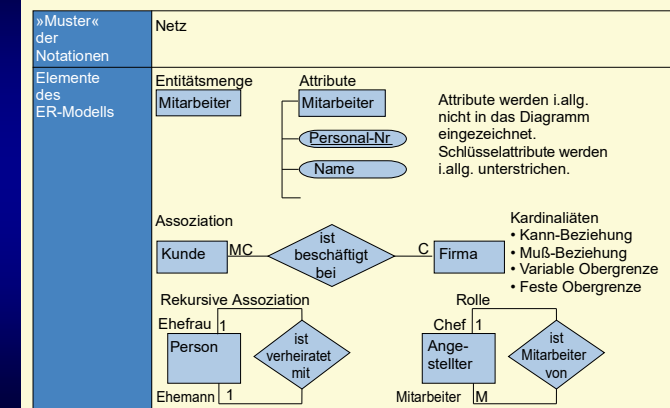 »Muster«
der
Notationen
Netz
Elemente
des
ER-Modells
Entitätsmenge
Mitarbeiter
Attribute
Mitarbeiter
Personal-Nr
Name
Attribute werden i.allg.
nicht in das Diagramm
eingezeichnet.
Schlüsselattribute werden
i.allg. unterstrichen.
Assoziation
Kunde
MC
ist
beschäftigt
bei
C
Firma
Kardinaliäten
• Kann-Beziehung
• Muß-Beziehung
• Variable Obergrenze
• Feste Obergrenze
Rekursive Assoziation
Ehefrau 1
Person
ist
verheiratet
mit
Ehemann 1
Rolle
Chef 1
Ange-
stellter
ist
Mitarbeiter
von
Mitarbeiter M